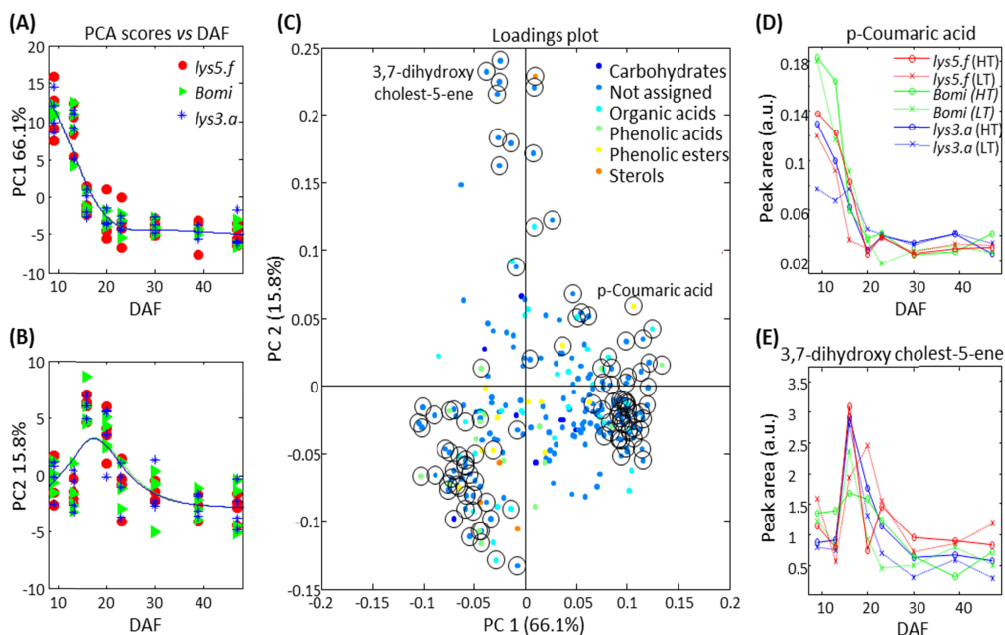 (A)
PCA scores vs DAF
PC1 66.1%
20
15
10
5
0
-5
-10
10
20
30
40
DAF
lys5.f
Bomi
lys3.a
(B)
PC2 15.8%
10
5
0
-5
-10
10
20
30
40
DAF
(C)
Loadings plot
PC 2 (15.8%)
0.25
0.2
0.15
0.1
0.05
0
-0.05
-0.1
-0.15
-0.2
-0.15
-0.1
-0.05
0
0.05
0.1
0.15
0.2
PC 1 (66.1%)
3,7-dihydroxy
cholest-5-ene
Carbohydrates
Not assigned
Organic acids
Phenolic acids
Phenolic esters
Sterols
p-Coumaric acid
(D)
p-Coumaric acid
Peak area (a.u.)
0.18
0.14
0.1
0.06
0.02
10
20
30
40
DAF
lys5.f (HT)
lys5.f (LT)
Bomi (HT)
Bomi (LT)
lys3.a (HT)
lys3.a (LT)
(E)
3,7-dihydroxy cholest-5-ene
Peak area (a.u.)
3.5
3
2.5
2
1.5
1
0.5
10
20
30
40
DAF